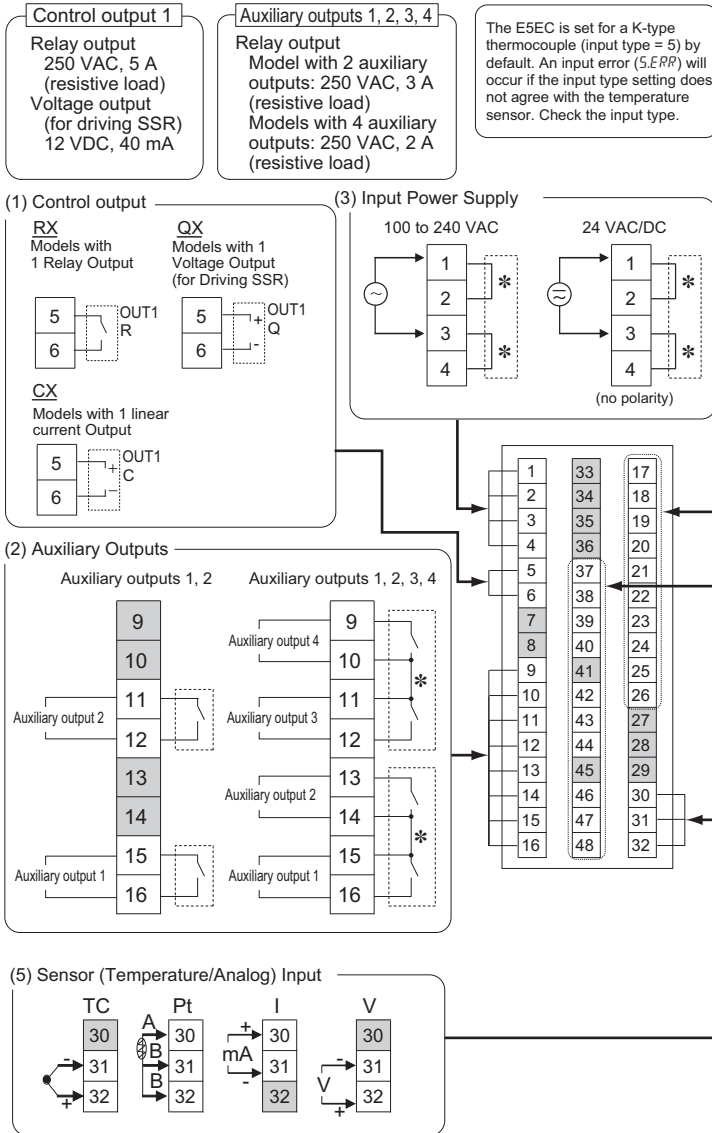 Control output 1
Relay output
250 VAC, 5 A
(resistive load)
Voltage output
(for driving SSR)
12 VDC, 40 mA
Auxiliary outputs 1, 2, 3, 4
Relay output
Model with 2 auxiliary
outputs: 250 VAC, 3 A
(resistive load)
Models with 4 auxiliary
outputs: 250 VAC, 2 A
(resistive load)
The E5EC is set for a K-type
thermocouple (input type = 5) by
default. An input error (S.ERR) will
occur if the input type setting does
not agree with the temperature
sensor. Check the input type.
(1) Control output
RX
Models with
1 Relay Output
5
6
OUT1
R
QX
Models with 1
Voltage Output
(for Driving SSR)
5
6
+
-
OUT1
Q
CX
Models with 1 linear
current Output
5
6
+
-
OUT1
C
(3) Input Power Supply
100 to 240 VAC
1
2
3
4
*
*
24 VAC/DC
1
2
3
4
*
*
(no polarity)
1 33 17
2 34 18
3 35 19
4 36 20
5 37 21
6 38 22
7 39 23
8 40 24
9 41 25
10 42 26
11 43 27
12 44 28
13 45 29
14 46 30
15 47 31
16 48 32
(2) Auxiliary Outputs
Auxiliary outputs 1, 2
9
10
11
12
13
14
15
16
Auxiliary output 2
Auxiliary output 1
Auxiliary outputs 1, 2, 3, 4
9
10
11
12
13
14
15
16
Auxiliary output 4
Auxiliary output 3
Auxiliary output 2
Auxiliary output 1
*
*
(5) Sensor (Temperature/Analog) Input
TC
30
31
32
-
+
Pt
A
B
B
30
31
32
I
+
mA
-
30
31
32
V
-
V
+
30
31
32